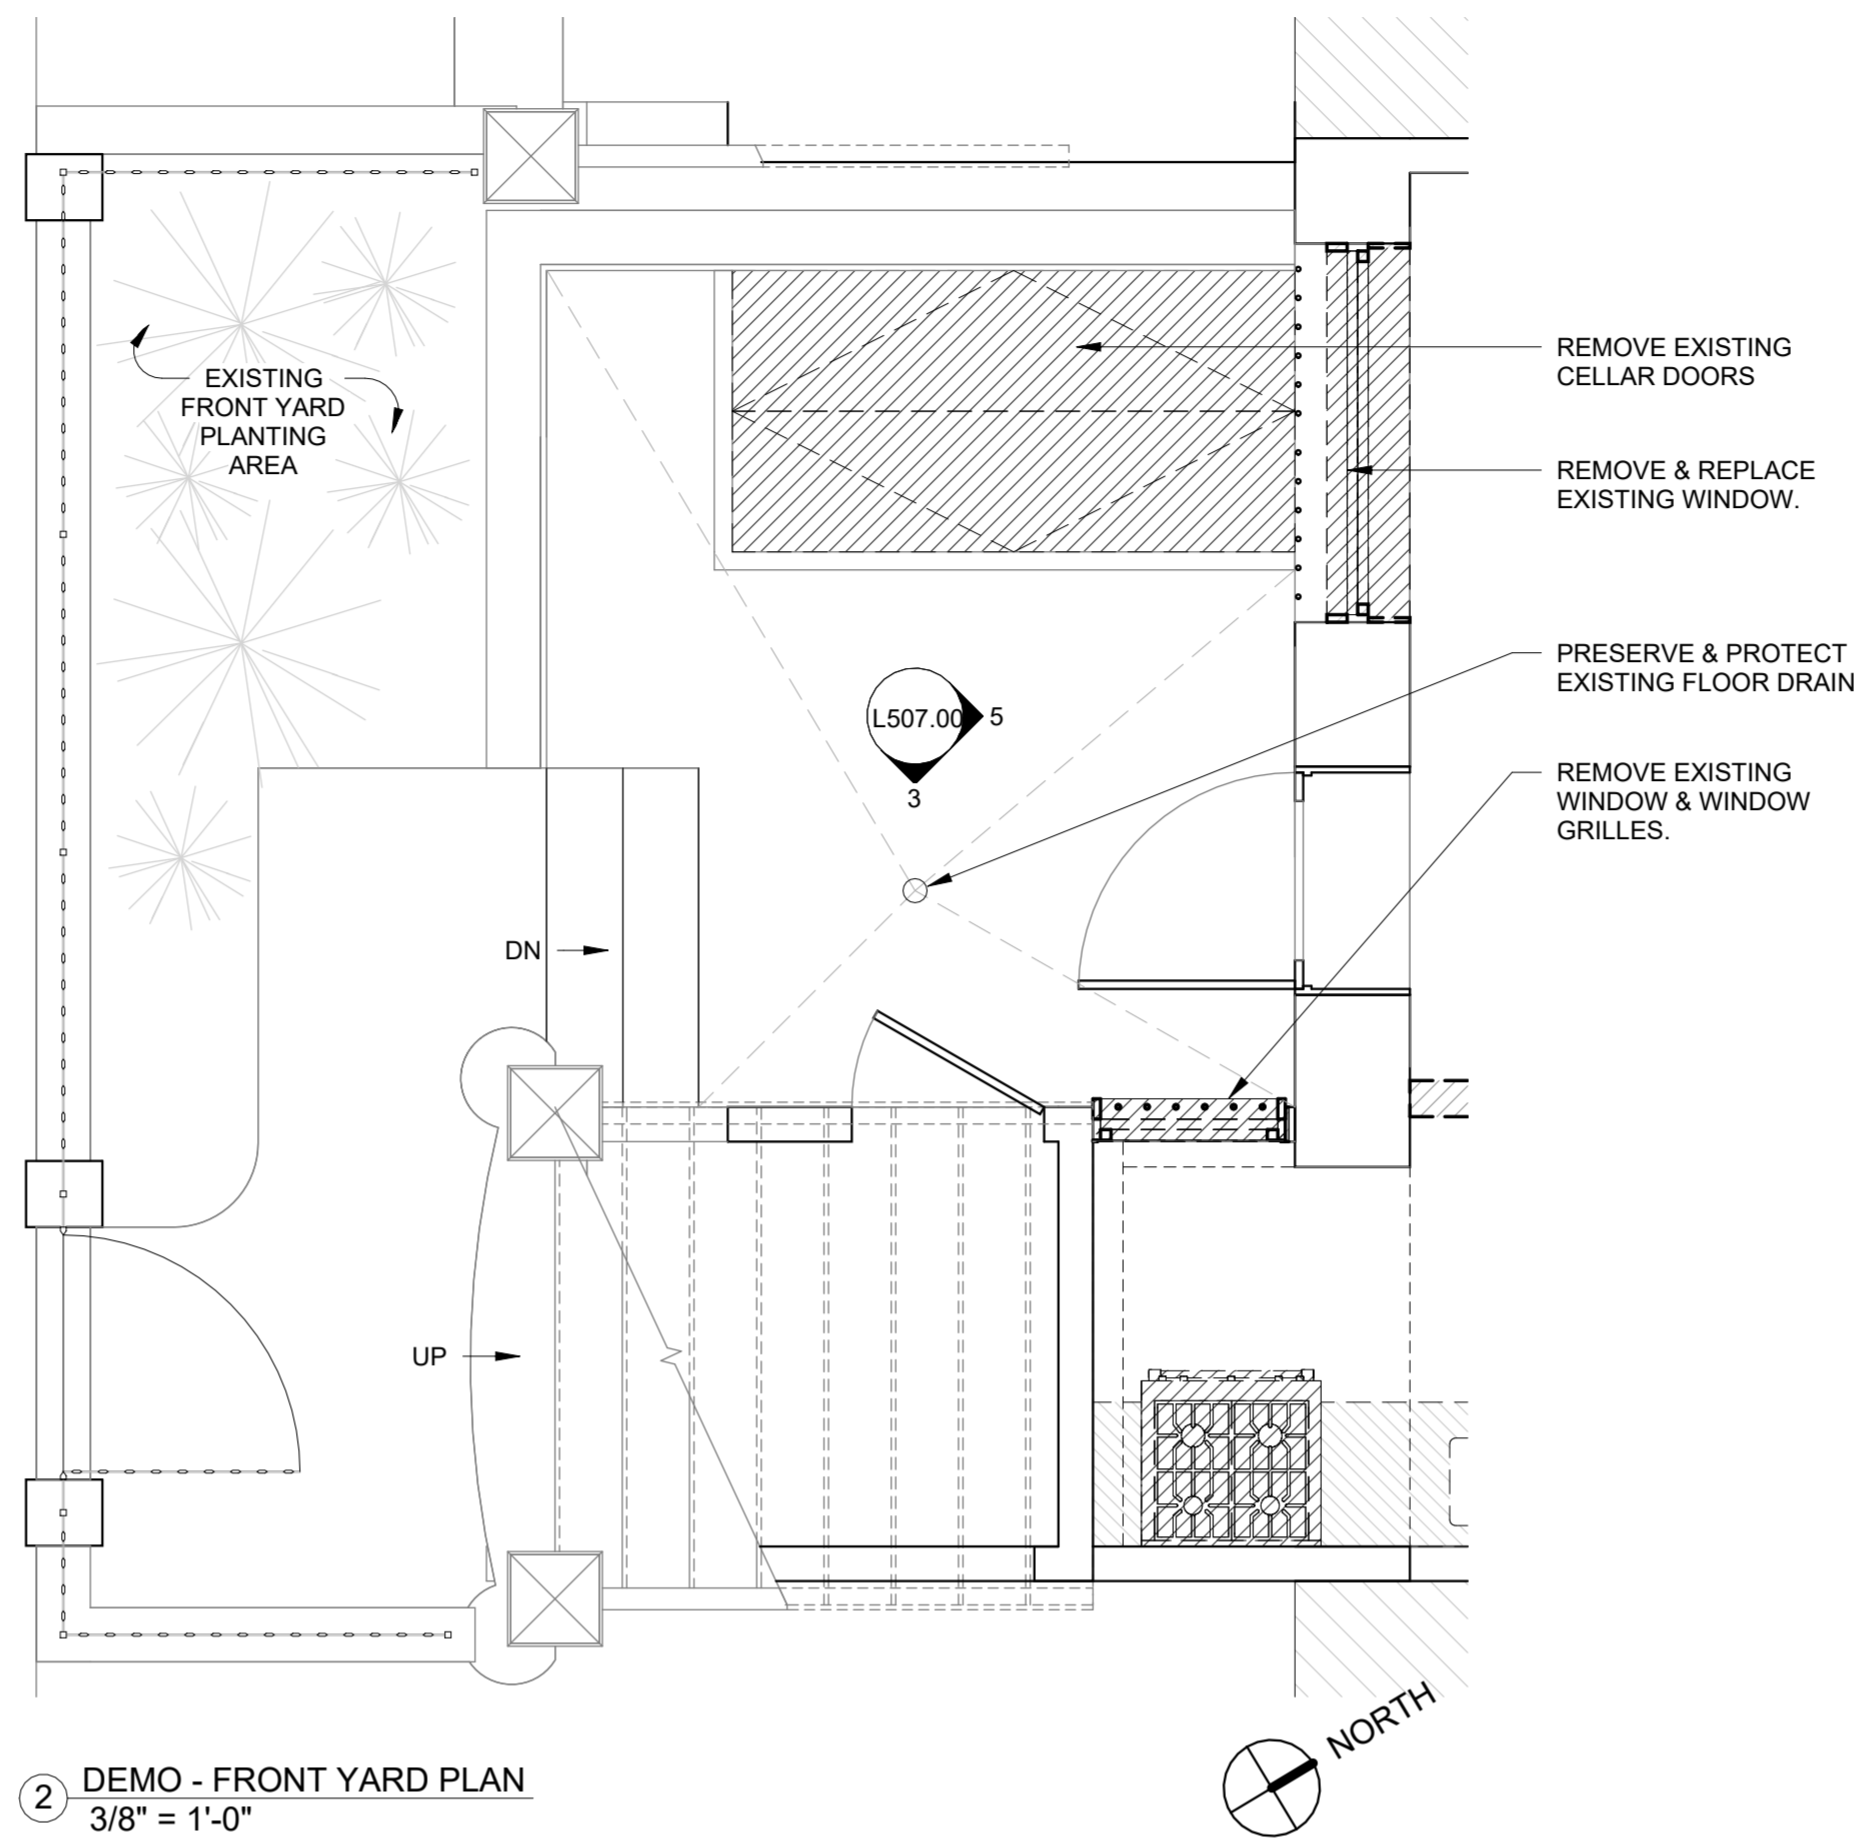 EXISTING
FRONT YARD
PLANTING
AREA
REMOVE EXISTING
CELLAR DOORS
REMOVE & REPLACE
EXISTING WINDOW.
PRESERVE & PROTECT
EXISTING FLOOR DRAIN
L507.00
5
3
REMOVE EXISTING
WINDOW & WINDOW
GRILLES.
DN
UP
NORTH
2
DEMO - FRONT YARD PLAN
3/8" = 1'-0"